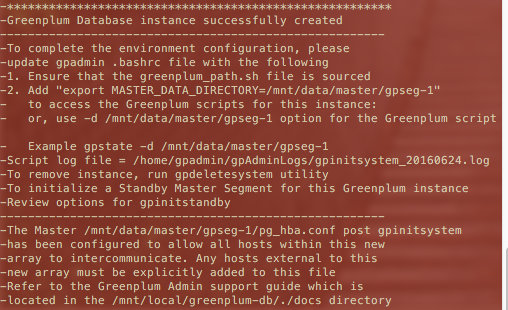 -*******************************************************
-Greenplum Database instance successfully created
-------------------------------------------------------
-To complete the environment configuration, please
-update gpadmin .bashrc file with the following
-1. Ensure that the greenplum_path.sh file is sourced
-2. Add "export MASTER_DATA_DIRECTORY=/mnt/data/master/gpseg-1"
-   to access the Greenplum scripts for this instance:
-   or, use -d /mnt/data/master/gpseg-1 option for the Greenplum script
-   Example gpstate -d /mnt/data/master/gpseg-1
-Script log file = /home/gpadmin/gpAdminLogs/gpinitsystem_20160624.log
-To remove instance, run gpdeletesystem utility
-To initialize a Standby Master Segment for this Greenplum instance
-Review options for gpinitstandby
-------------------------------------------------------
-The Master /mnt/data/master/gpseg-1/pg_hba.conf post gpinitsystem
-has been configured to allow all hosts within this new
-array to intercommunicate. Any hosts external to this
-new array must be explicitly added to this file
-Refer to the Greenplum Admin support guide which is
-located in the /mnt/local/greenplum-db/./docs directory